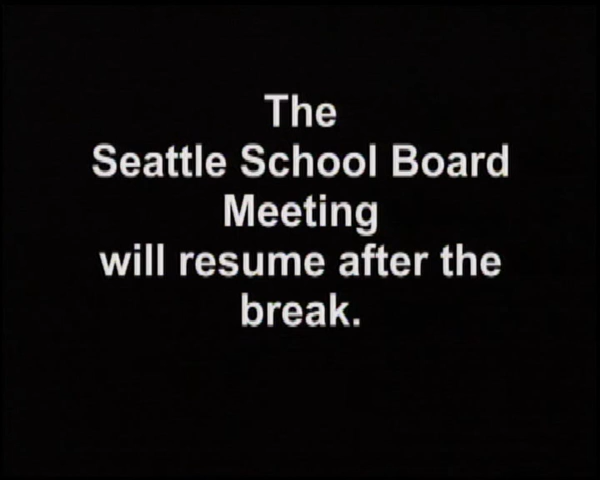 The
Seattle School Board
Meeting
will resume after the
break.